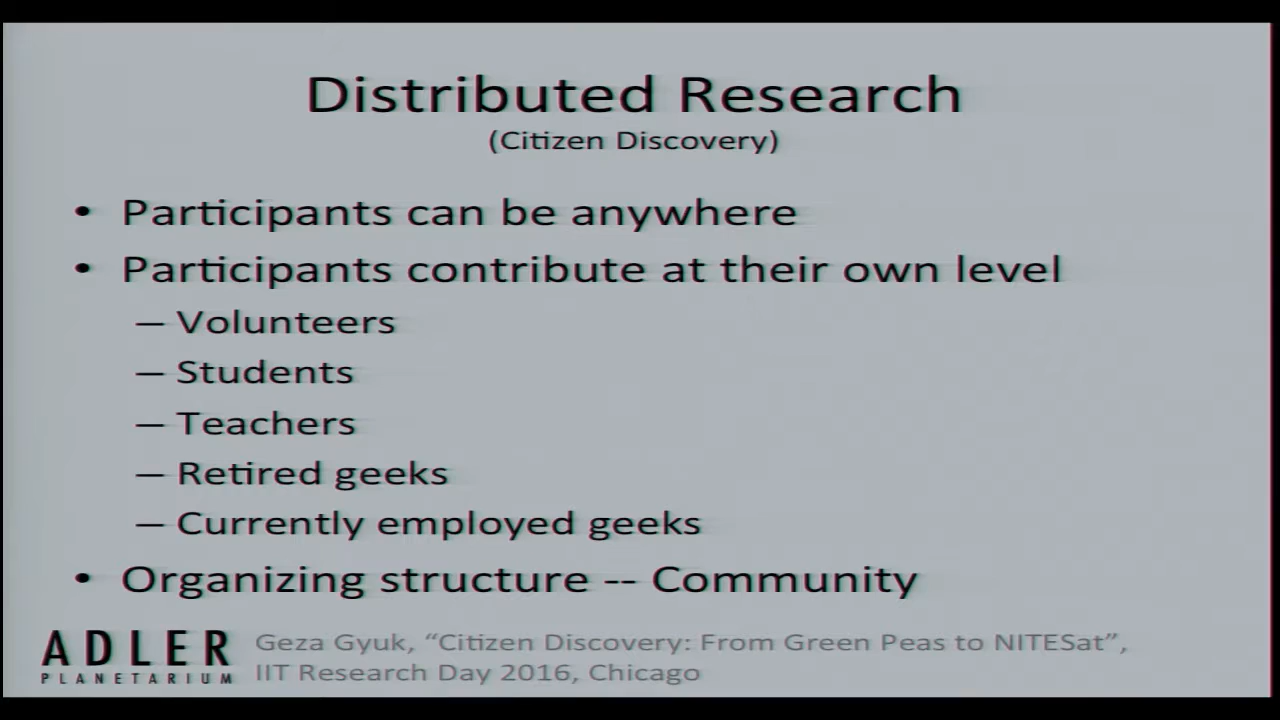 Distributed Research
(Citizen Discovery)
• Participants can be anywhere
• Participants contribute at their own level
– Volunteers
– Students
– Teachers
– Retired geeks
– Currently employed geeks
• Organizing structure -- Community
ADLER
PLANETARIUM
Geza Gyuk, “Citizen Discovery: From Green Peas to NITESat”,
IIT Research Day 2016, Chicago